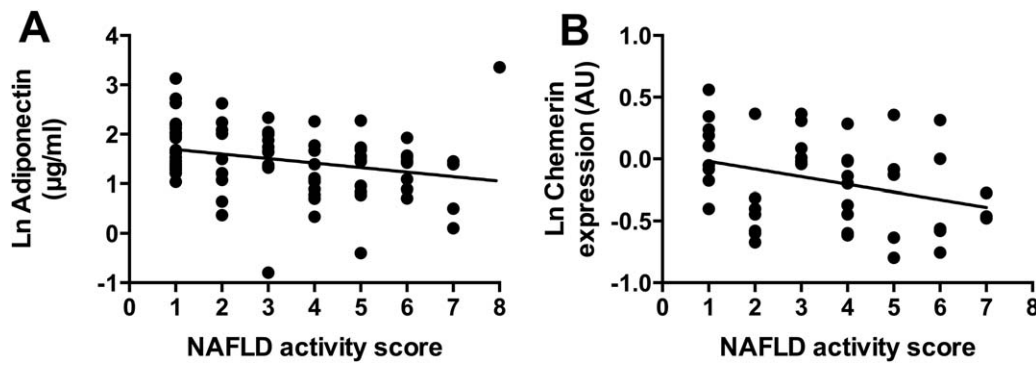 A
Ln Adiponectin
(µg/ml)
4
3
2
1
0
-1
0 1 2 3 4 5 6 7 8
NAFLD activity score
B
Ln Chemerin
expression (AU)
1.0
0.5
0.0
-0.5
-1.0
0 1 2 3 4 5 6 7 8
NAFLD activity score